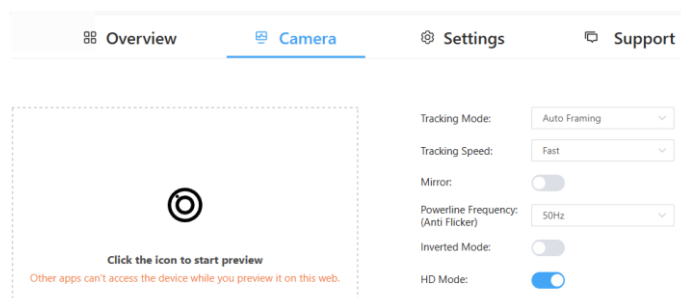 Overview Camera Settings Support
Tracking Mode: Auto Framing
Tracking Speed: Fast
Mirror:
Powerline Frequency: 50Hz
(Anti Flicker)
Inverted Mode:
HD Mode:
Click the icon to start preview
Other apps can't access the device while you preview it on this web.